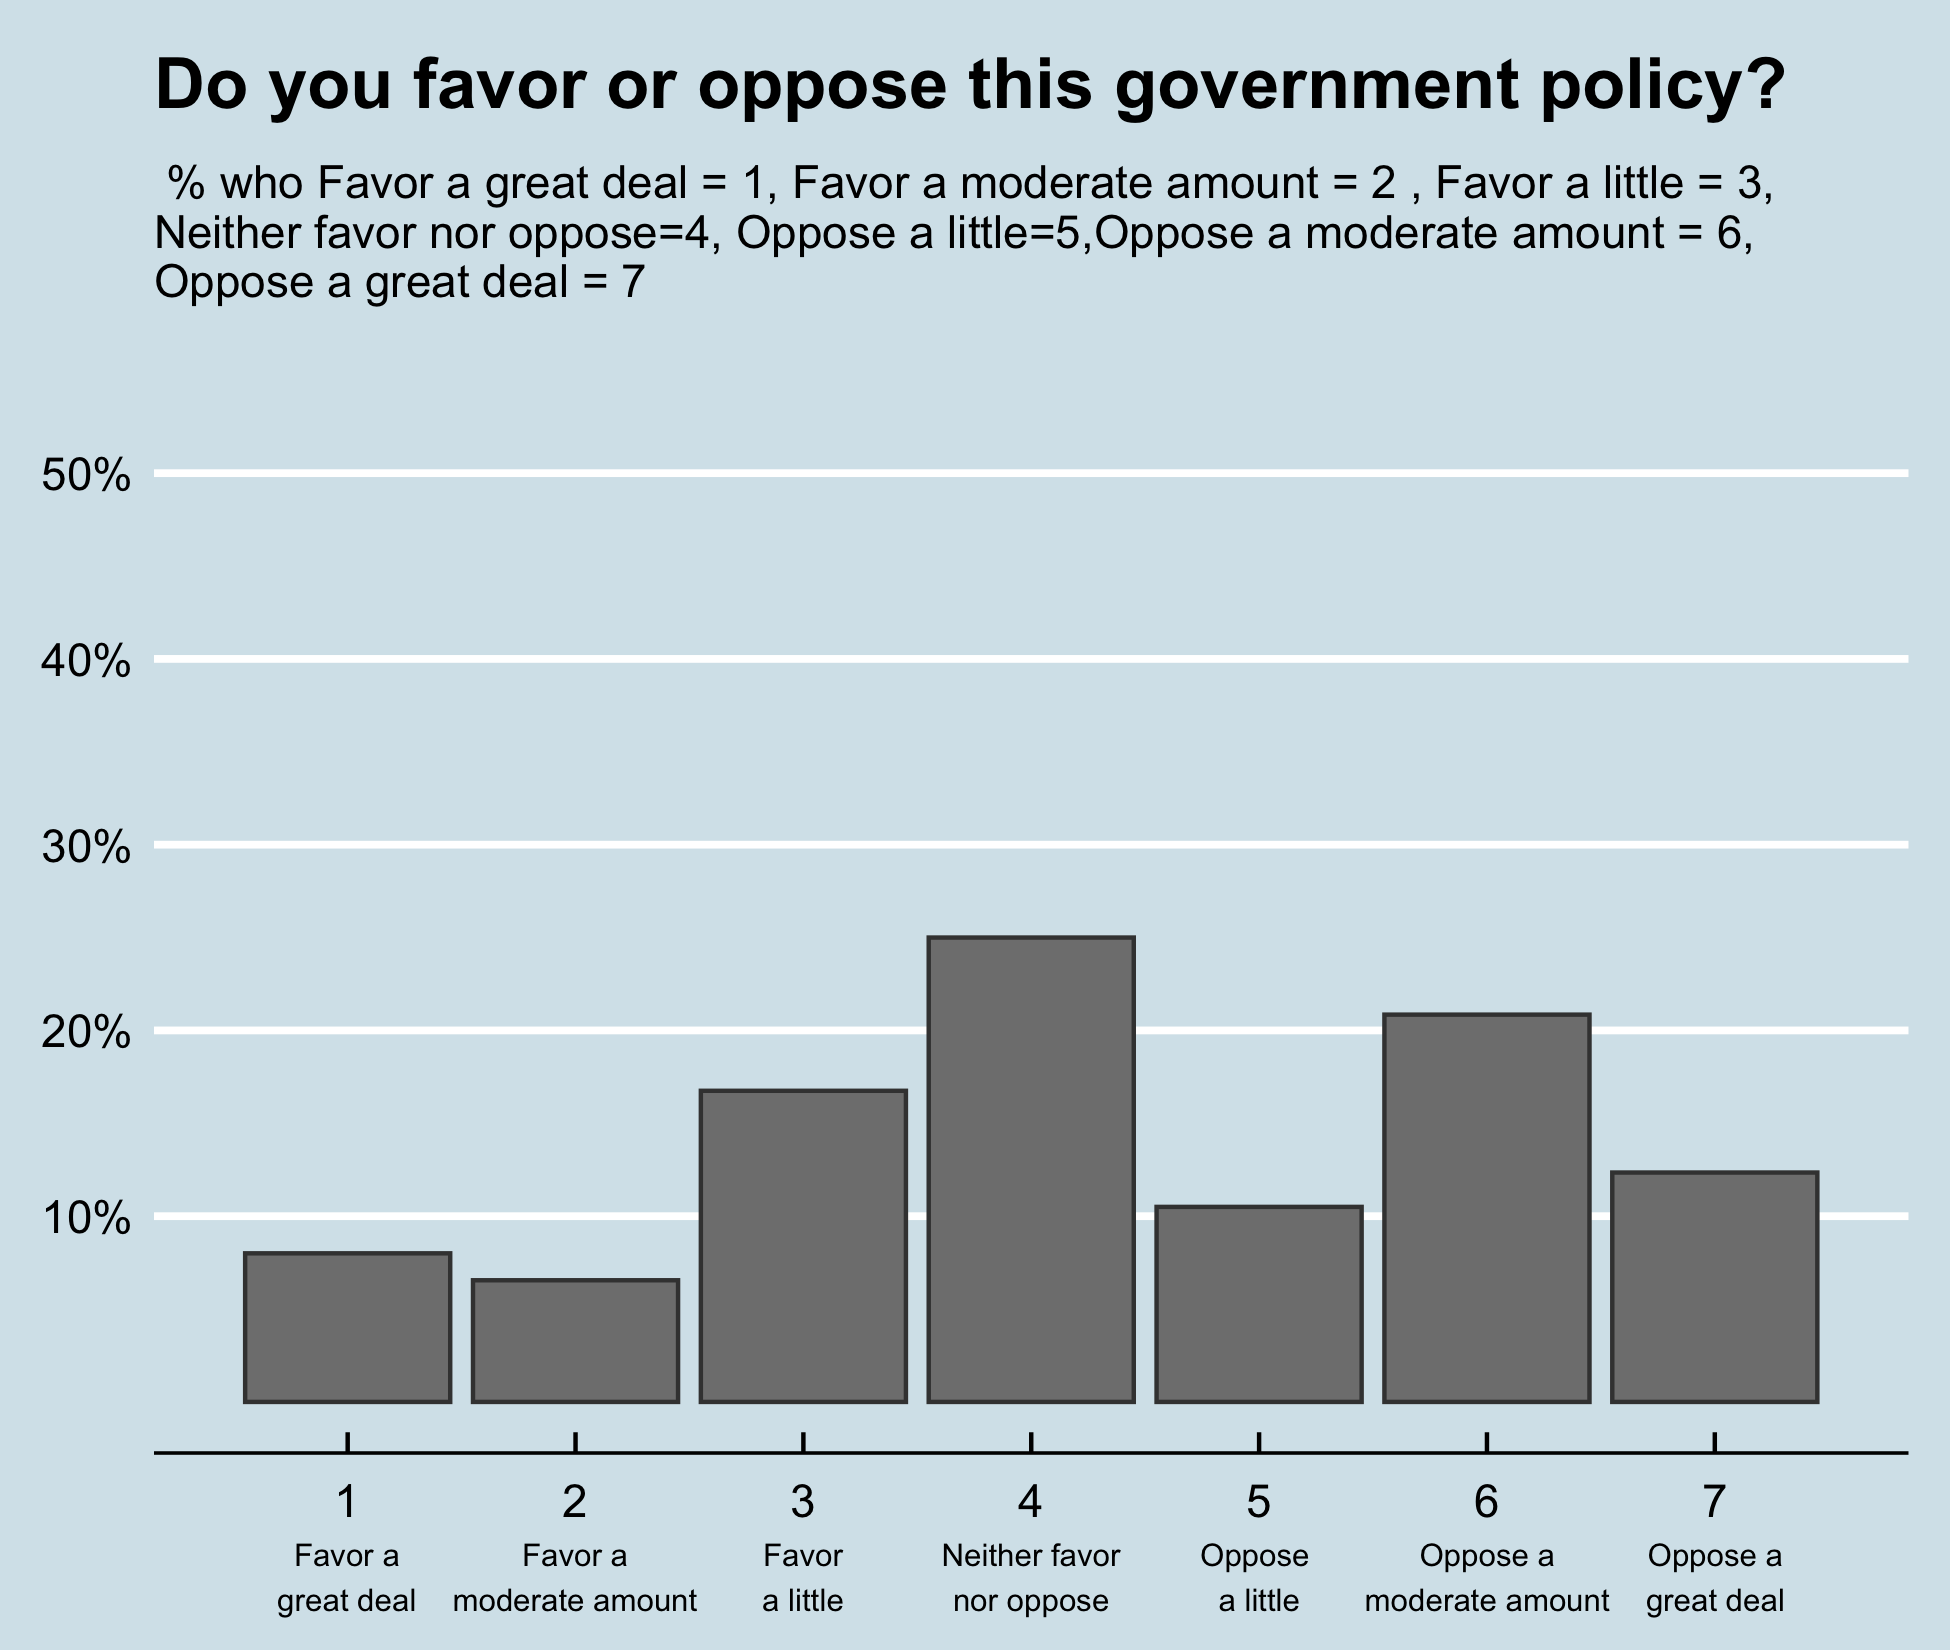 Do you favor or oppose this government policy?
% who Favor a great deal = 1, Favor a moderate amount = 2 , Favor a little = 3,
Neither favor nor oppose=4, Oppose a little=5,Oppose a moderate amount = 6,
Oppose a great deal = 7
50%
40%
30%
20%
10%
1 2 3 4 5 6 7
Favor a Favor a Favor Neither favor Oppose Oppose a Oppose a
great deal moderate amount a little nor oppose a little moderate amount great deal